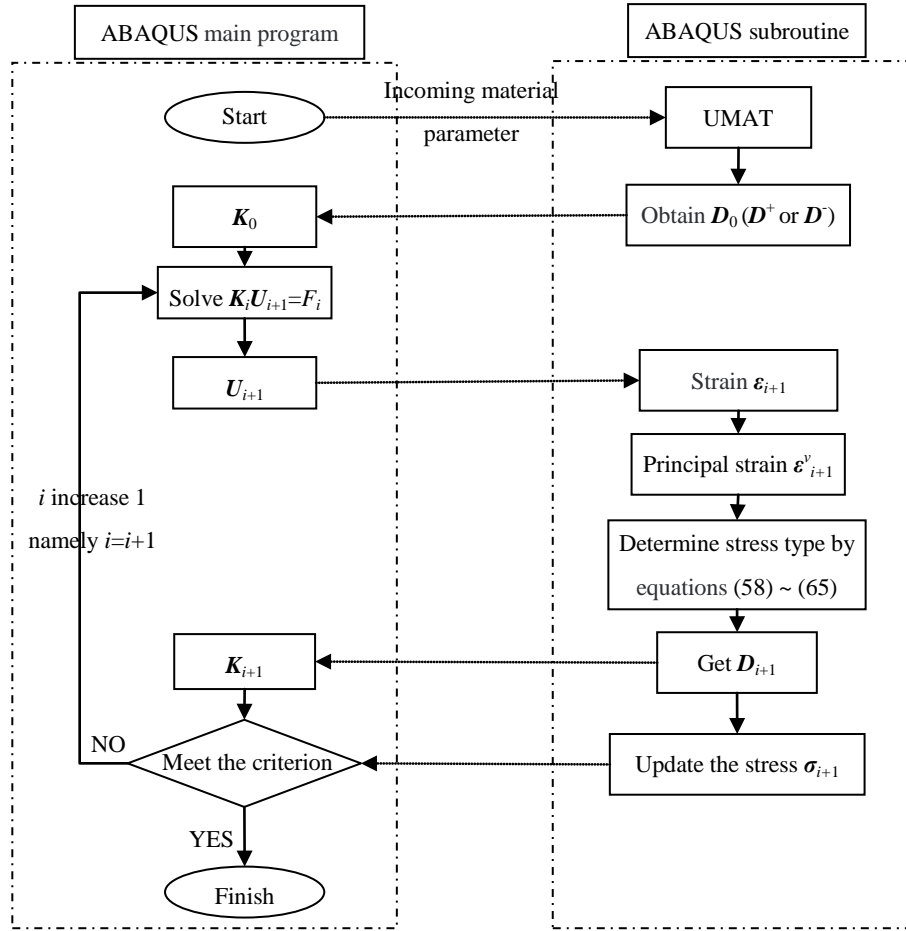 ABAQUS main program
ABAQUS subroutine
Start
Incoming material
parameter
UMAT
K₀
Obtain D₀ (D⁺ or D⁻)
Solve KᵢUᵢ₊₁=Fᵢ
Uᵢ₊₁
Strain εᵢ₊₁
Principal strain εᵛᵢ₊₁
i increase 1
namely i=i+1
Determine stress type by
equations (58) ~ (65)
Kᵢ₊₁
Get Dᵢ₊₁
NO
Meet the criterion
Update the stress σᵢ₊₁
YES
Finish